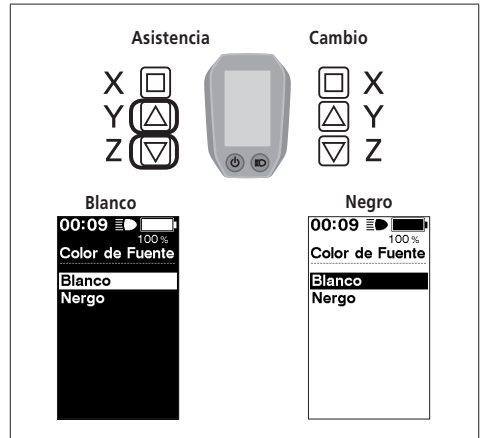 Asistencia Cambio
X X
Y Y
Z Z
Blanco Negro
00:09 00:09
100 % 100 %
Color de Fuente Color de Fuente
Blanco Blanco
Nergo Nergo